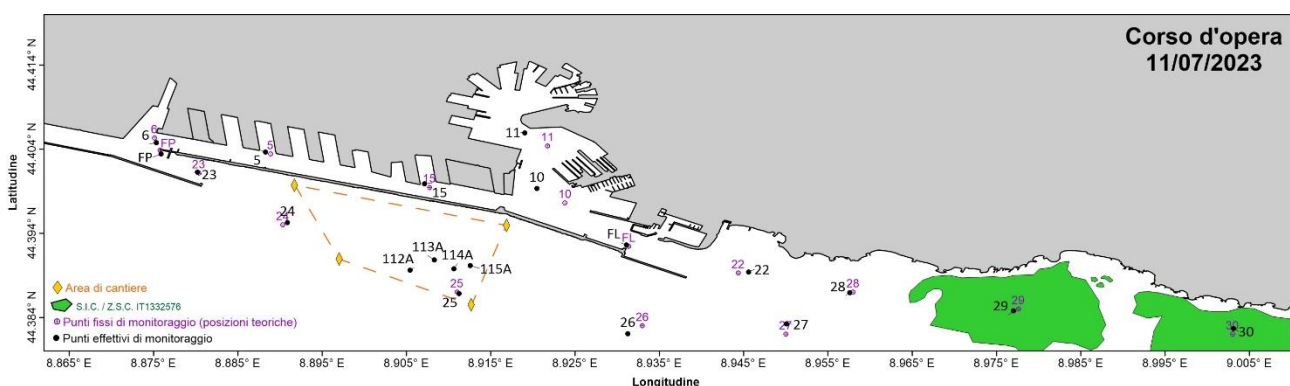 Corso d'opera
11/07/2023
44.414° N
44.404° N
44.394° N
44.384° N
Latitudine
6
6
FP
FP
23
23
5
5
15
15
11
11
10
10
24
24
113A
112A
114A
115A
25
25
FL
FL
22
22
28
28
26
26
27
27
29
29
30
30
Area di cantiere
S.I.C. / Z.S.C. IT1332576
Punti fissi di monitoraggio (posizioni teoriche)
Punti effettivi di monitoraggio
8.865° E
8.875° E
8.885° E
8.895° E
8.905° E
8.915° E
8.925° E
8.935° E
8.945° E
8.955° E
8.965° E
8.975° E
8.985° E
8.995° E
9.005° E
Longitudine